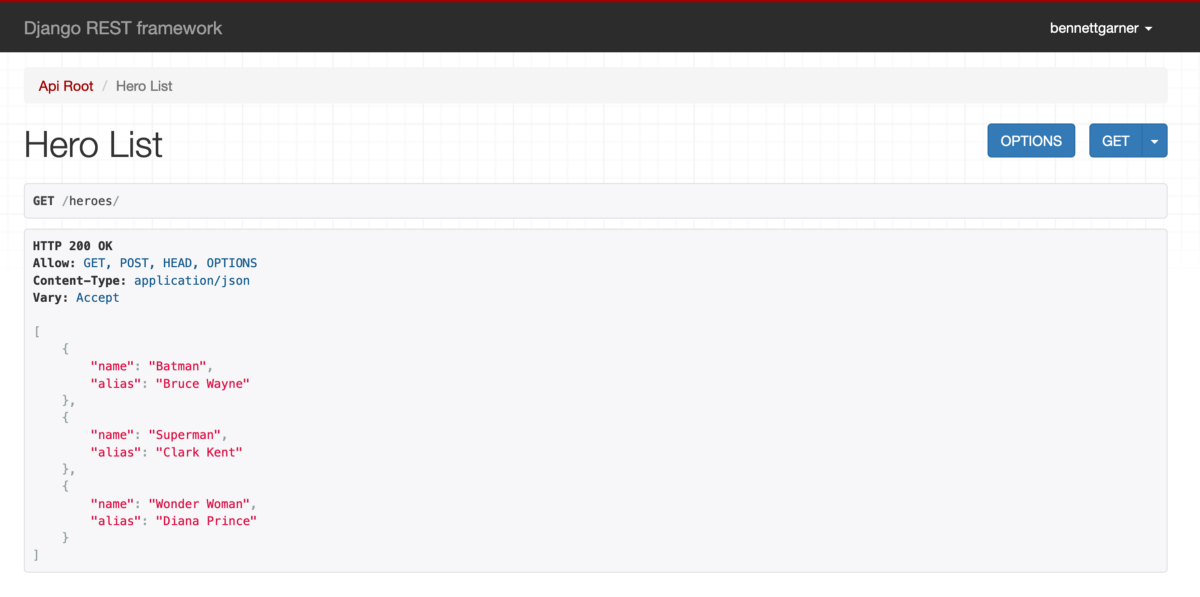 Django REST framework
bennettgarner
Api Root / Hero List
Hero List
OPTIONS
GET
GET /heroes/
HTTP 200 OK
Allow: GET, POST, HEAD, OPTIONS
Content-Type: application/json
Vary: Accept
[
    {
        "name": "Batman",
        "alias": "Bruce Wayne"
    },
    {
        "name": "Superman",
        "alias": "Clark Kent"
    },
    {
        "name": "Wonder Woman",
        "alias": "Diana Prince"
    }
]